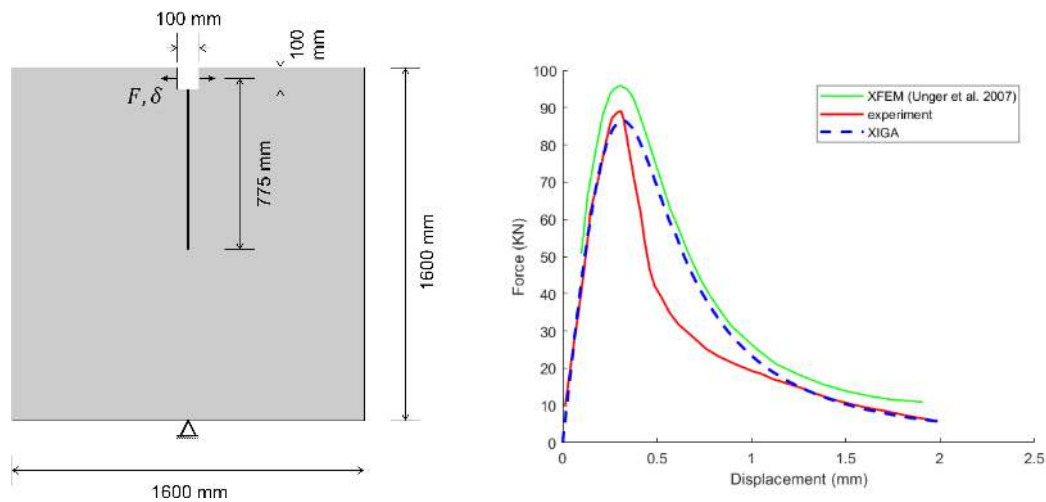 100 mm
100
mm
F, δ
775 mm
1600 mm
1600 mm
100
90
80
70
60
50
40
30
20
10
0
Force (KN)
XFEM (Unger et al. 2007)
experiment
XIGA
0
0.5
1
1.5
2
2.5
Displacement (mm)